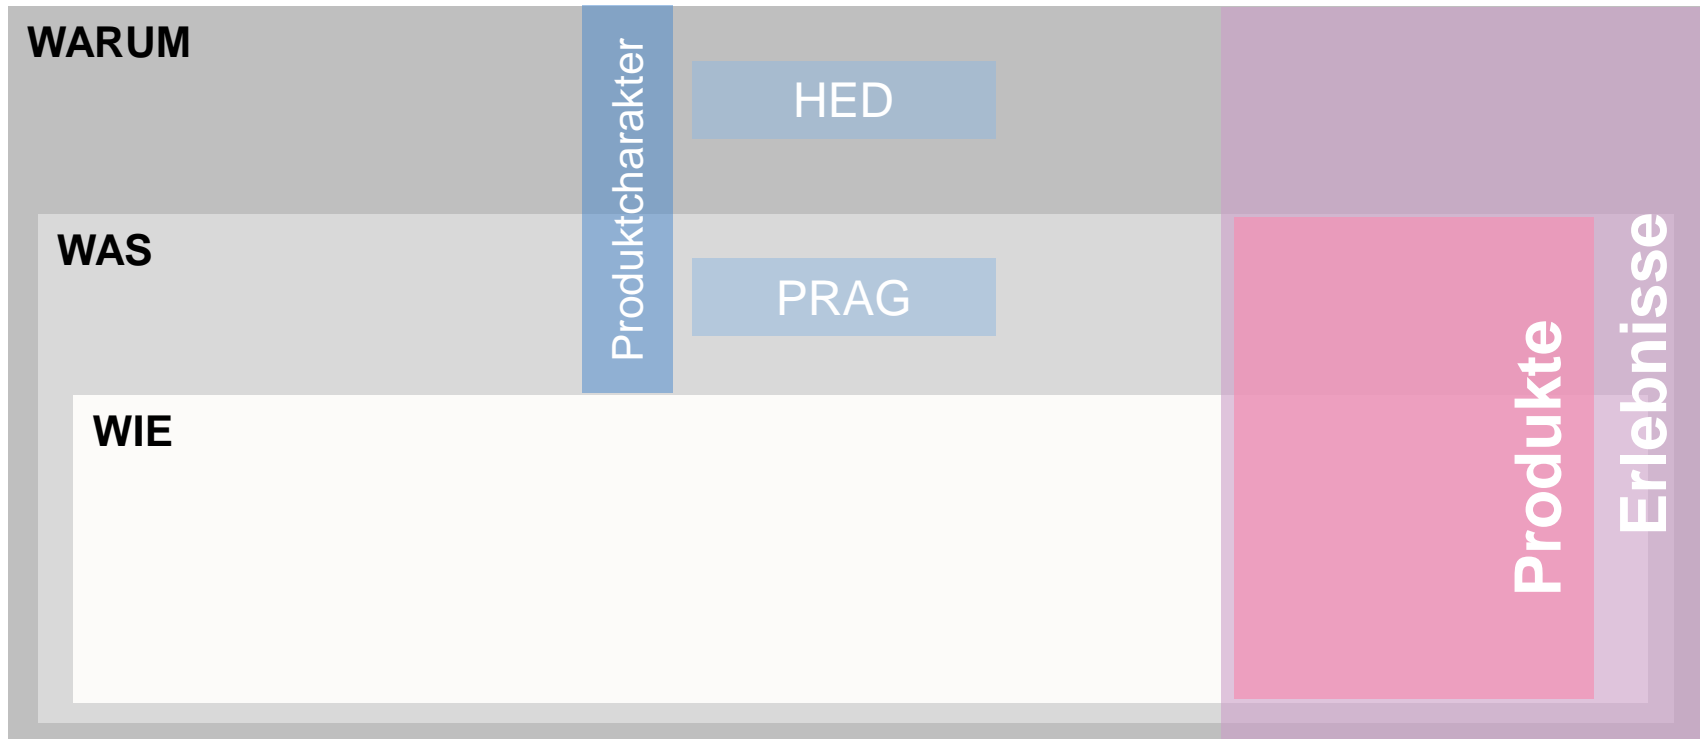 WARUM
Produktcharakter
HED
WAS
PRAG
WIE
Produkte
Erlebnisse